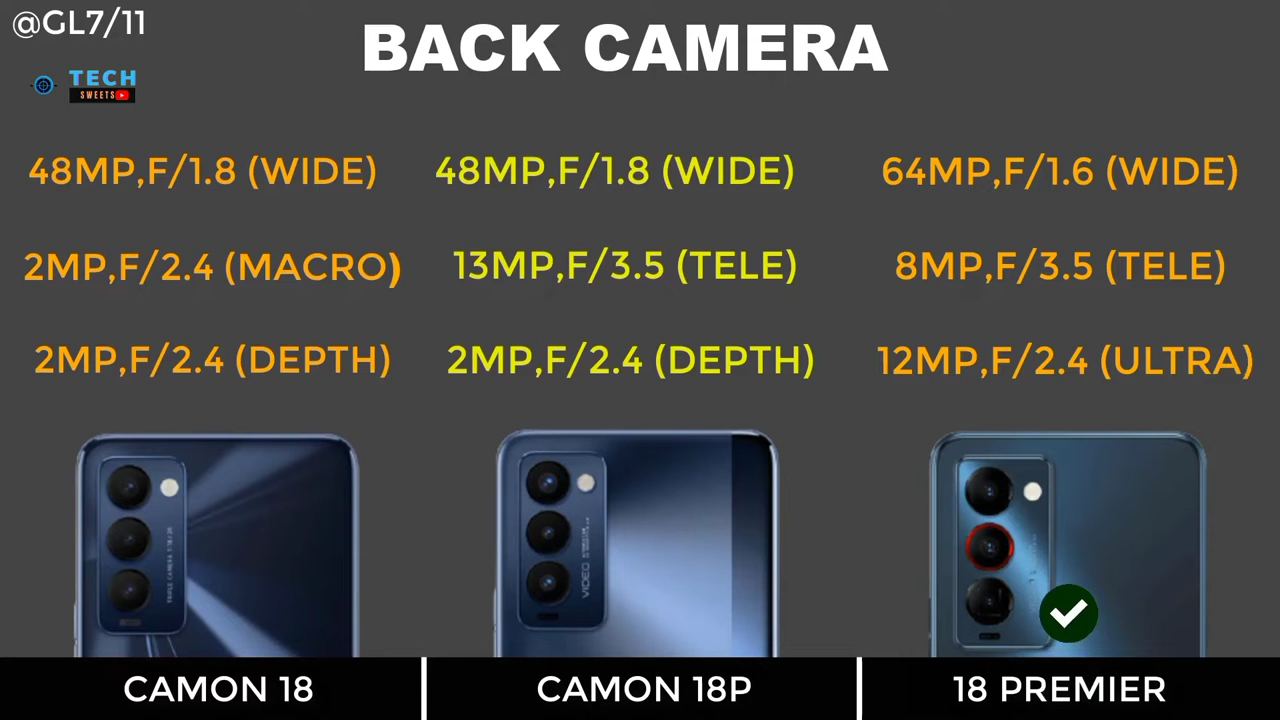 @GL7/11
BACK CAMERA
TECH
SWEETS
48MP,F/1.8 (WIDE)
2MP,F/2.4 (MACRO)
2MP,F/2.4 (DEPTH)
48MP,F/1.8 (WIDE)
13MP,F/3.5 (TELE)
2MP,F/2.4 (DEPTH)
64MP,F/1.6 (WIDE)
8MP,F/3.5 (TELE)
12MP,F/2.4 (ULTRA)
VIDEO
CAMON 18
CAMON 18P
18 PREMIER